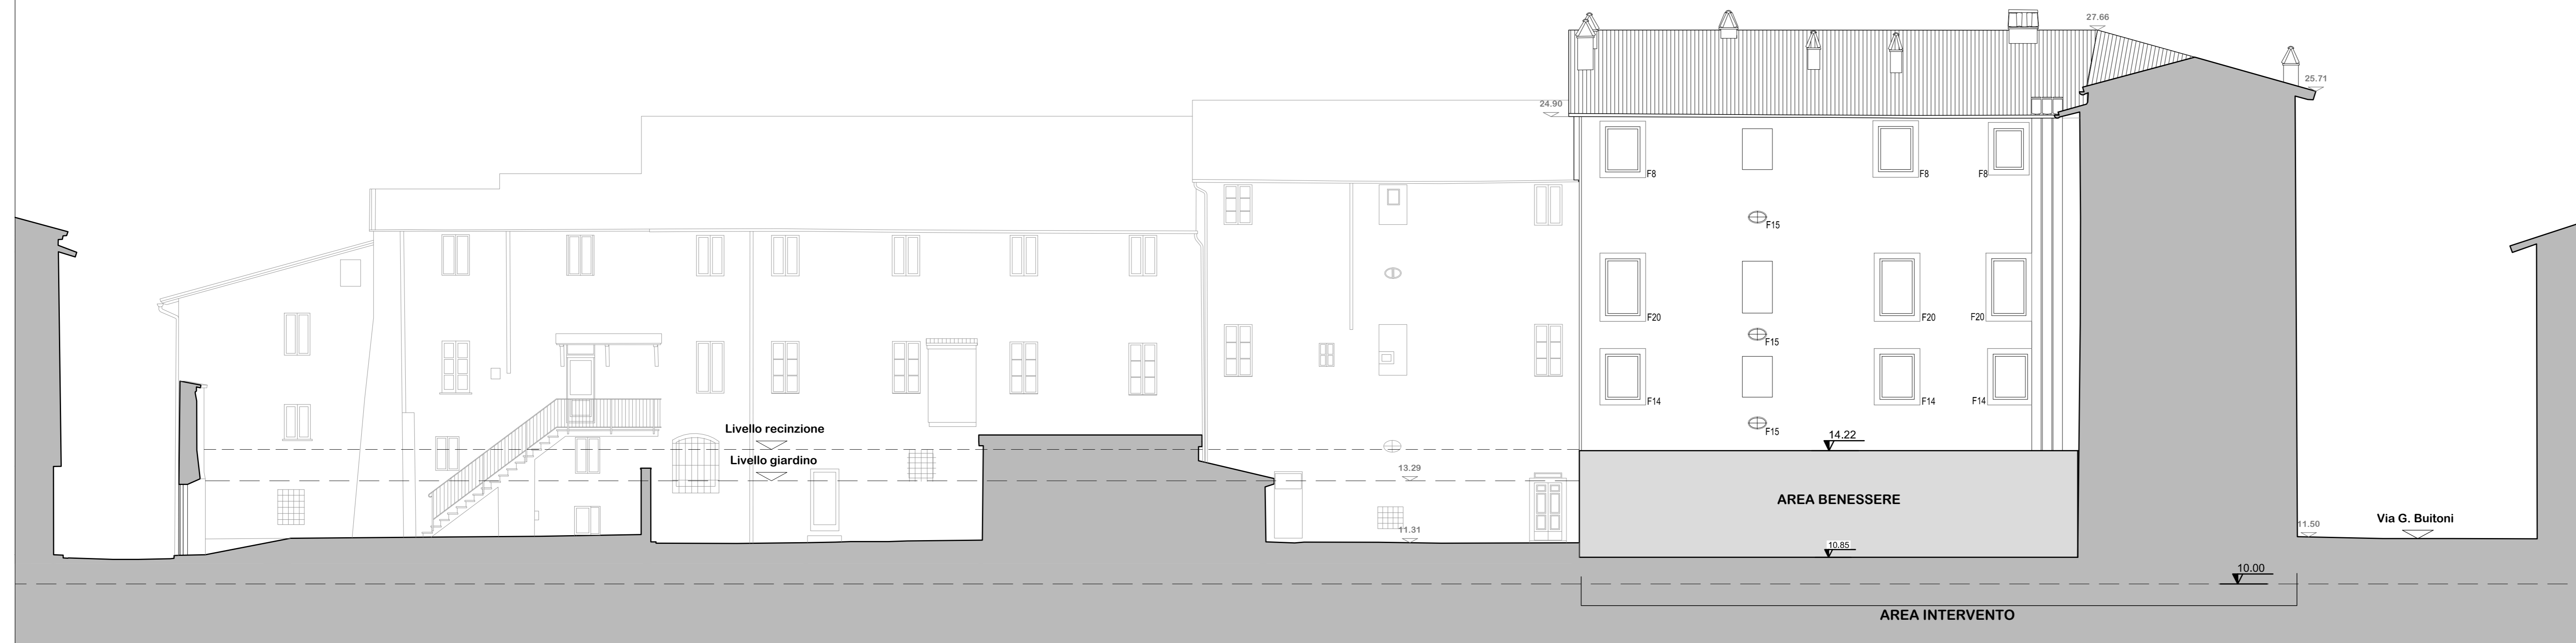 27.66
25.71
24.90
F8 F8 F8
F15
F20 F20 F20
F15
F14 F14 F14
Livello recinzione
F15
14.22
Livello giardino
13.29
AREA BENESSERE
Via G. Buitoni
11.50
11.31
10.85
10.00
AREA INTERVENTO